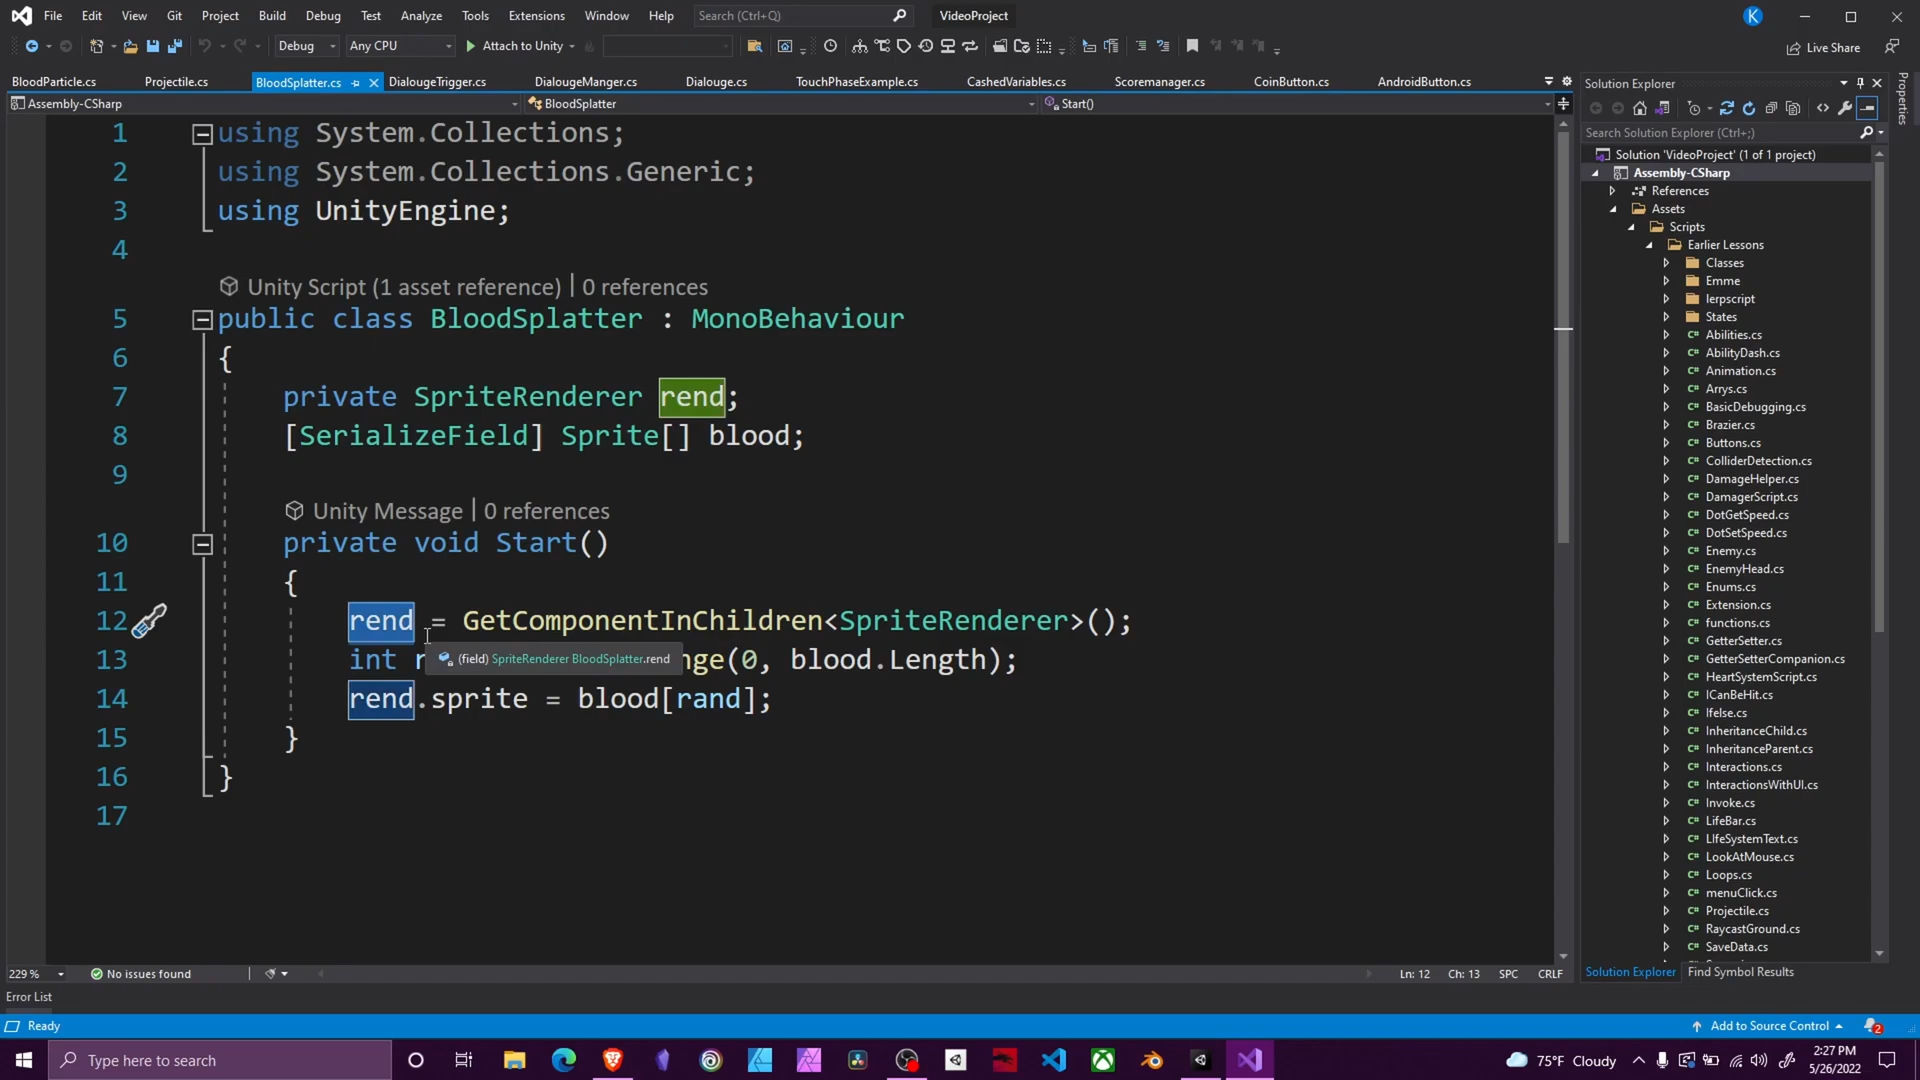 File Edit View Git Project Build Debug Test Analyze Tools Extensions Window Help Search (Ctrl+Q) VideoProject K
Debug Any CPU Attach to Unity Live Share
BloodParticle.cs Projectile.cs BloodSplatter.cs DialougeTrigger.cs DialougeManger.cs Dialouge.cs TouchPhaseExample.cs CashedVariables.cs Scoremanager.cs CoinButton.cs AndroidButton.cs
Assembly-CSharp BloodSplatter Start()
1 using System.Collections;
2 using System.Collections.Generic;
3 using UnityEngine;
4
Unity Script (1 asset reference) | 0 references
5 public class BloodSplatter : MonoBehaviour
6 {
7 private SpriteRenderer rend;
8 [SerializeField] Sprite[] blood;
9
Unity Message | 0 references
10 private void Start()
11 {
12 rend = GetComponentInChildren<SpriteRenderer>();
13 int r nge(0, blood.Length);
(field) SpriteRenderer BloodSplatter.rend
14 rend.sprite = blood[rand];
15 }
16 }
17
229 % No issues found Ln: 12 Ch: 13 SPC CRLF
Error List
Solution Explorer
Search Solution Explorer (Ctrl+;)
Solution 'VideoProject' (1 of 1 project)
Assembly-CSharp
References
Assets
Scripts
Earlier Lessons
Classes
Emme
lerpscript
States
Abilities.cs
AbilityDash.cs
Animation.cs
Arrys.cs
BasicDebugging.cs
Brazier.cs
Buttons.cs
ColliderDetection.cs
DamageHelper.cs
DamagerScript.cs
DotGetSpeed.cs
DotSetSpeed.cs
Enemy.cs
EnemyHead.cs
Enums.cs
Extension.cs
functions.cs
GetterSetter.cs
GetterSetterCompanion.cs
HeartSystemScript.cs
ICanBeHit.cs
Ifelse.cs
InheritanceChild.cs
InheritanceParent.cs
Interactions.cs
InteractionsWithUI.cs
Invoke.cs
LifeBar.cs
LIfeSystemText.cs
LookAtMouse.cs
Loops.cs
menuClick.cs
Projectile.cs
RaycastGround.cs
SaveData.cs
Solution Explorer Find Symbol Results
Properties
Ready Add to Source Control 2
Type here to search 75°F Cloudy 2:27 PM
5/26/2022